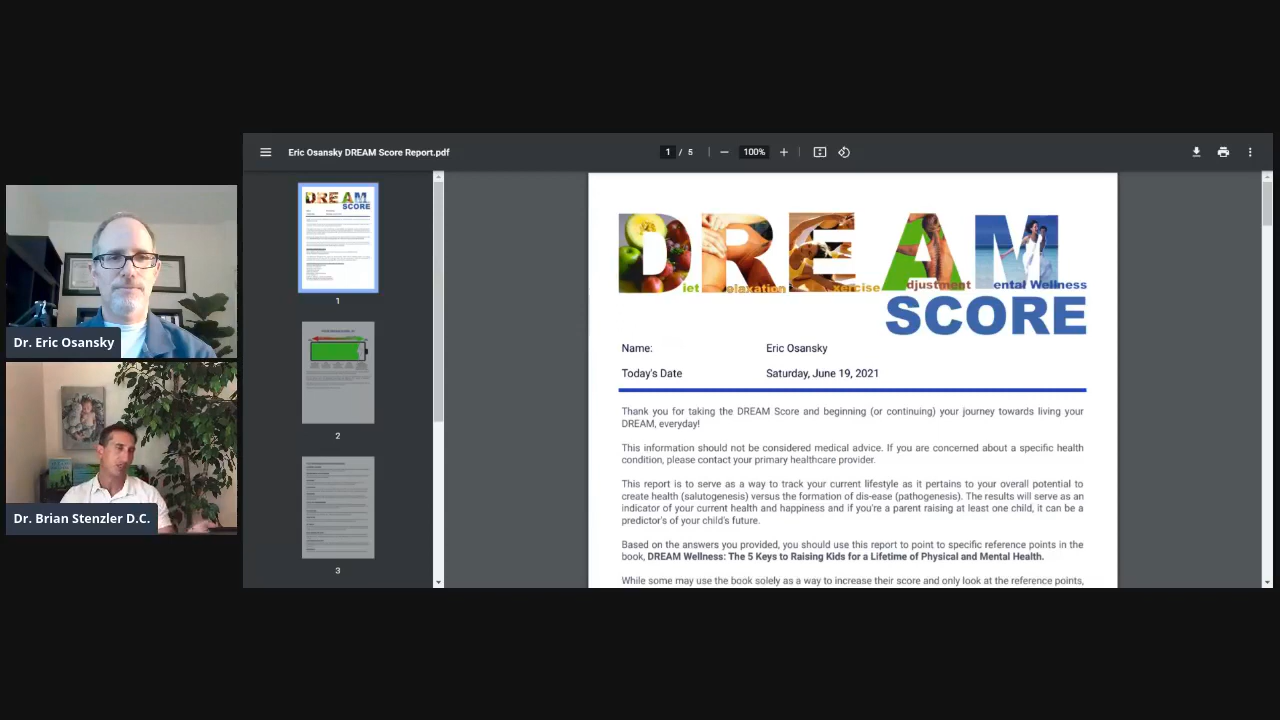 Eric Osansky DREAM Score Report.pdf
1 / 5
100%
DREAM
iet elaxation xercise djustment ental Wellness
SCORE
Name: Eric Osansky
Today's Date Saturday, June 19, 2021
Thank you for taking the DREAM Score and beginning (or continuing) your journey towards living your
DREAM, everyday!
This information should not be considered medical advice. If you are concerned about a specific health
condition, please contact your primary healthcare provider.
This report is to serve as a way to track your current lifestyle as it pertains to your overall potential to
create health (salutogenesis) versus the formation of dis-ease (pathogenesis). The results will serve as an
indicator of your current health and happiness and if you're a parent raising at least one child, it can be a
predictor's of your child's future.
Based on the answers you provided, you should use this report to point to specific reference points in the
book, DREAM Wellness: The 5 Keys to Raising Kids for a Lifetime of Physical and Mental Health.
While some may use the book solely as a way to increase their score and only look at the reference points,
DREAM
SCORE
1
2
3
Dr. Eric Osansky
Dr. Brian Stenzler D.C.